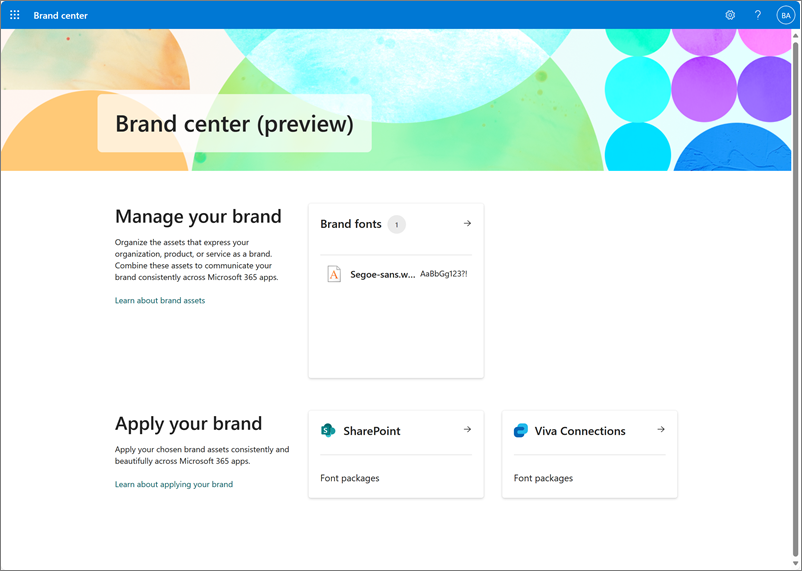 Brand center
?
BA
Brand center (preview)
Manage your brand
Organize the assets that express your
organization, product, or service as a brand.
Combine these assets to communicate your
brand consistently across Microsoft 365 apps.
Learn about brand assets
Brand fonts 1
A Segoe-sans.w... AaBbGg123?!
Apply your brand
Apply your chosen brand assets consistently and
beautifully across Microsoft 365 apps.
Learn about applying your brand
S SharePoint
Font packages
Viva Connections
Font packages